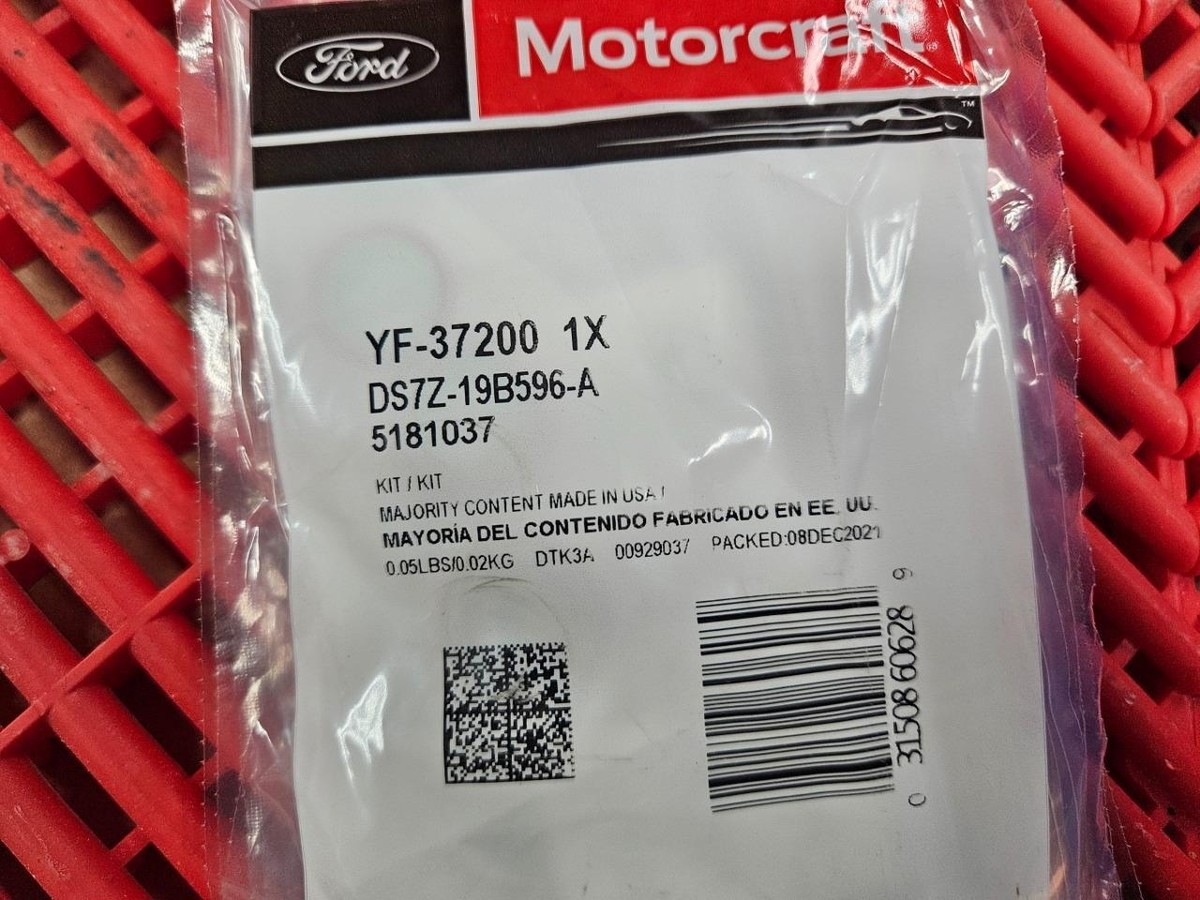 Ford
Motorcraft®
™
YF-37200 1X
DS7Z-19B596-A
5181037
KIT / KIT
MAJORITY CONTENT MADE IN USA /
MAYORÍA DEL CONTENIDO FABRICADO EN EE. UU.
0.05LBS/0.02KG DTK3A 00929037 PACKED:08DEC2021
0 31508 60628 9